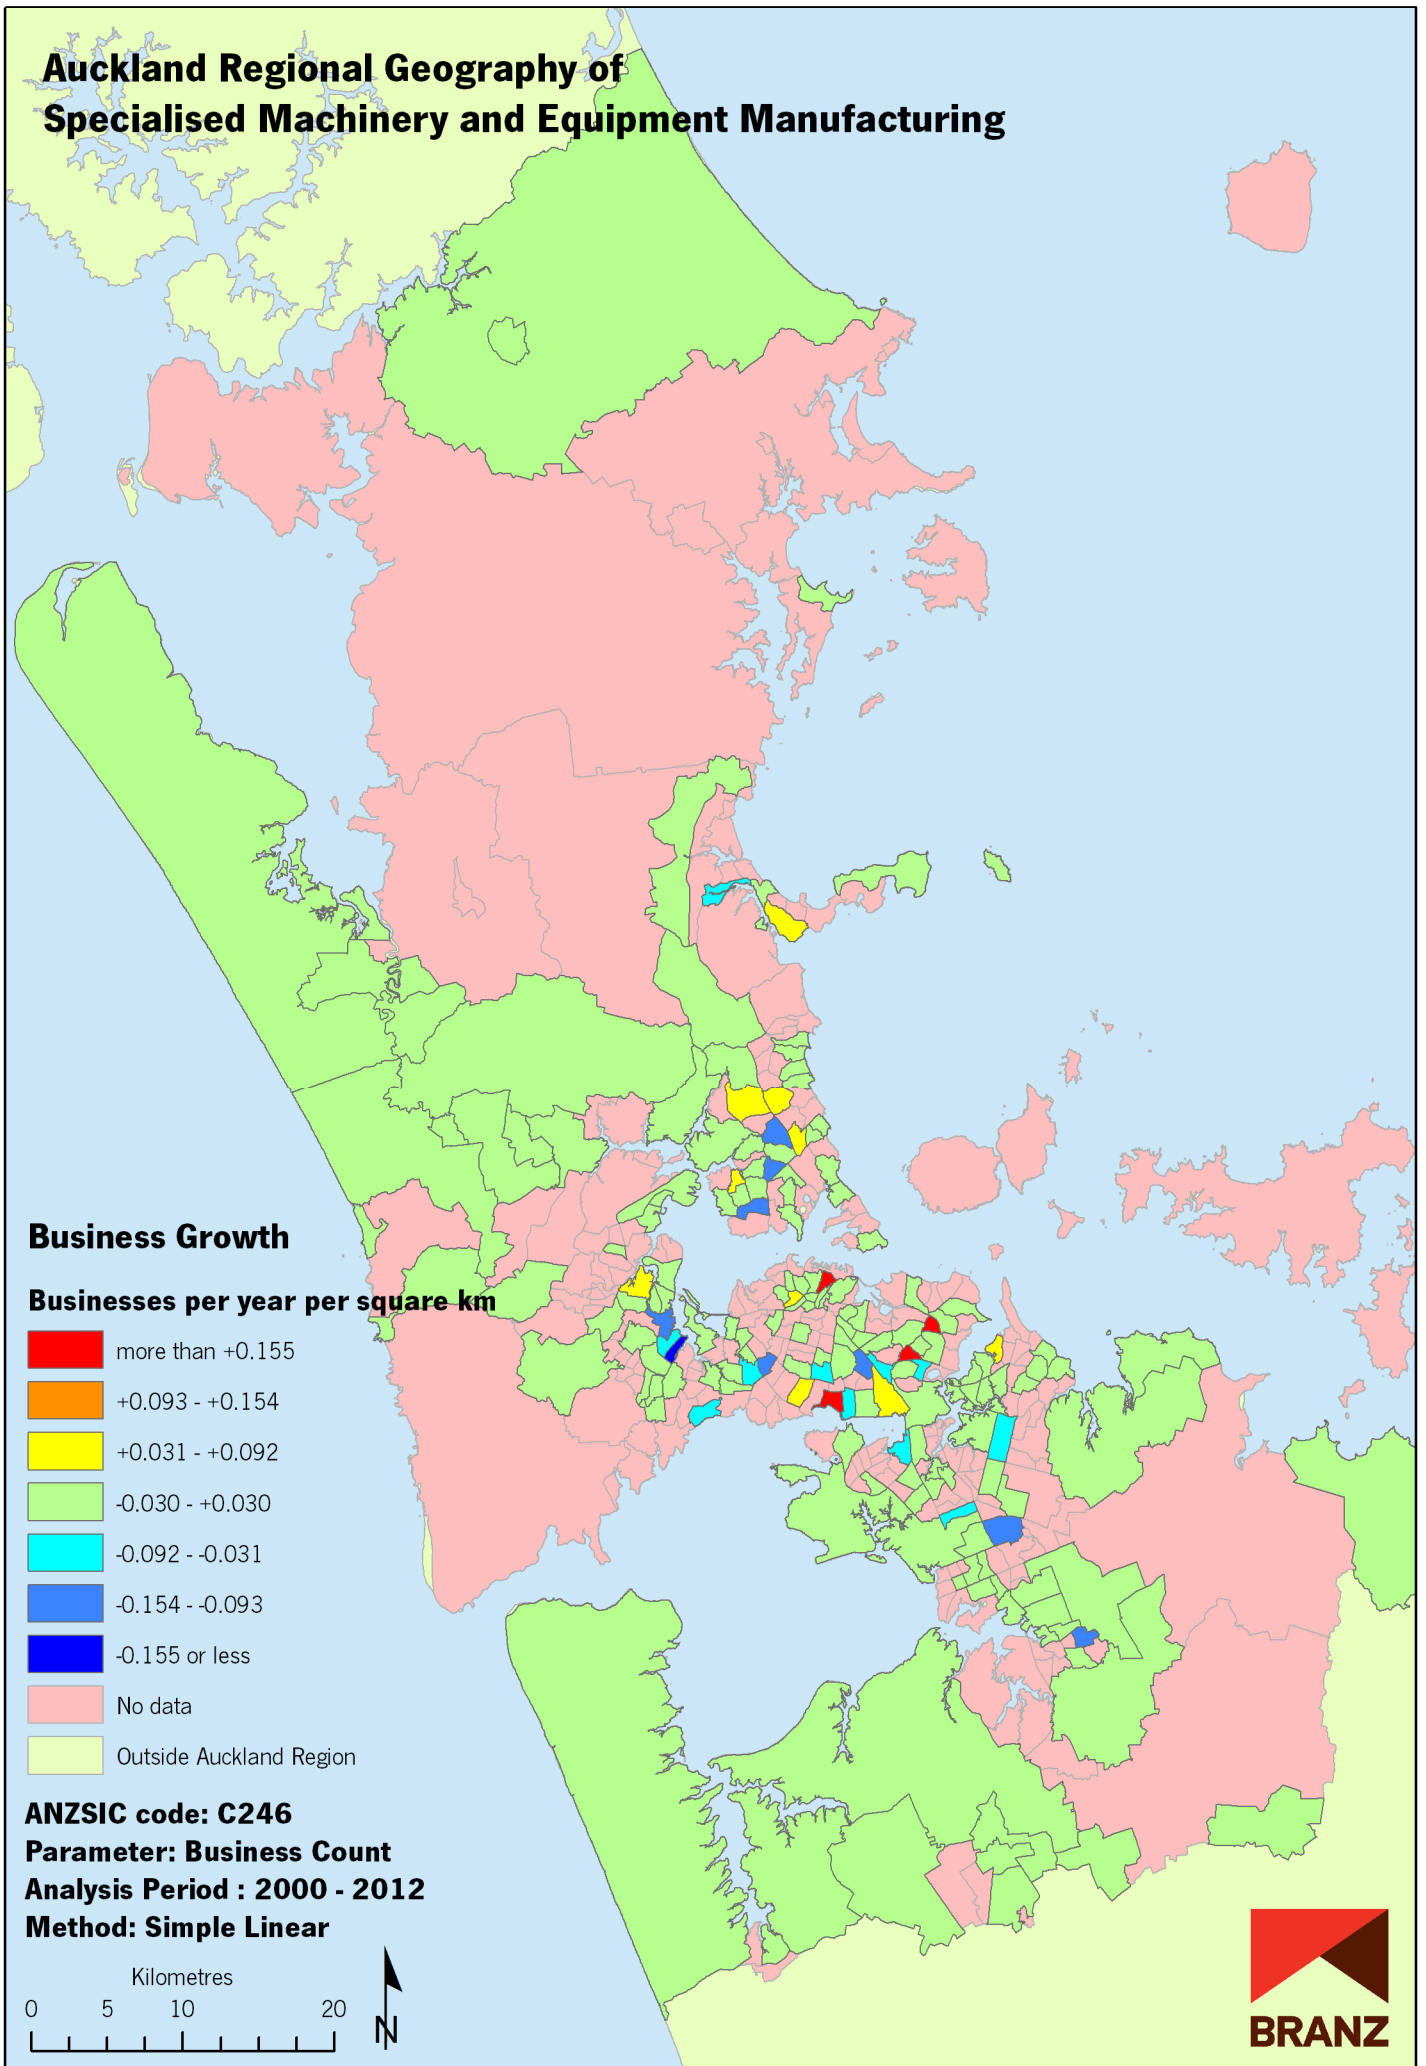 Auckland Regional Geography of
Specialised Machinery and Equipment Manufacturing
Business Growth
Businesses per year per square km
more than +0.155
+0.093 - +0.154
+0.031 - +0.092
-0.030 - +0.030
-0.092 - -0.031
-0.154 - -0.093
-0.155 or less
No data
Outside Auckland Region
ANZSIC code: C246
Parameter: Business Count
Analysis Period : 2000 - 2012
Method: Simple Linear
Kilometres
0 5 10 20
N
BRANZ